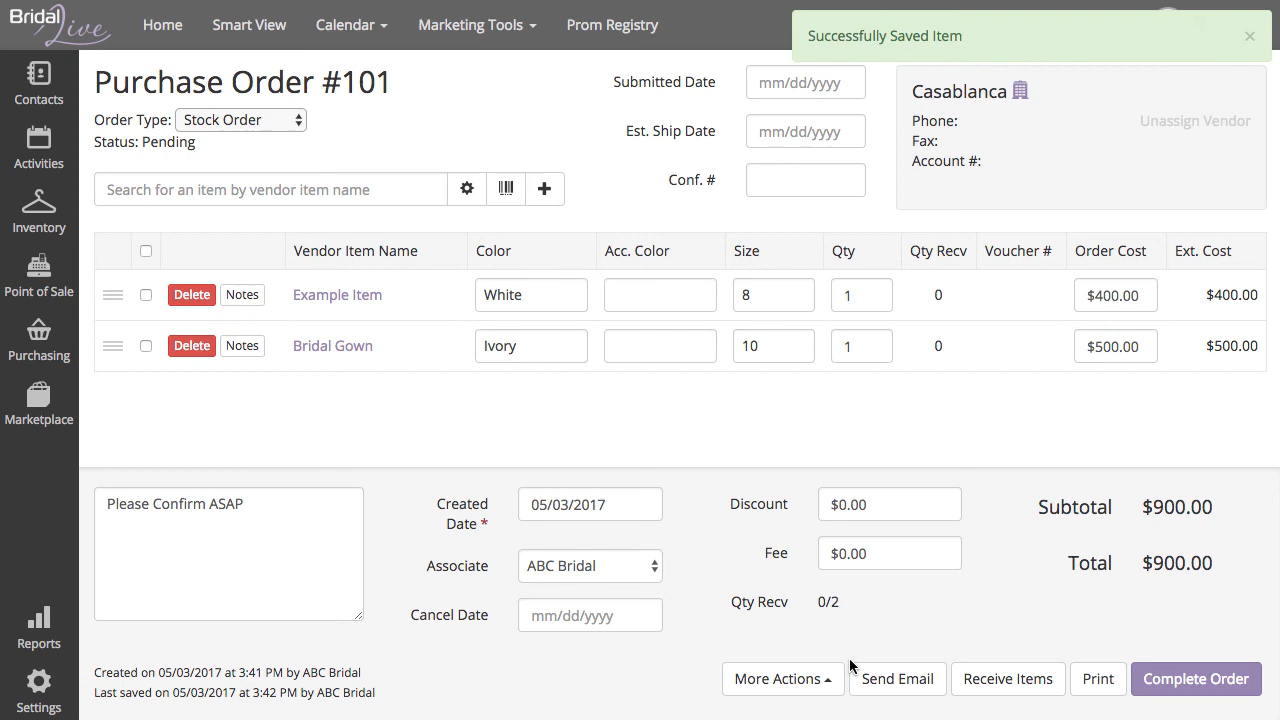 Bridal Live
Home
Smart View
Calendar
Marketing Tools
Prom Registry
Successfully Saved Item
×
Contacts
Activities
Inventory
Point of Sale
Purchasing
Marketplace
Reports
Settings
Purchase Order #101
Order Type: Stock Order
Status: Pending
Search for an item by vendor item name
Submitted Date mm/dd/yyyy
Est. Ship Date mm/dd/yyyy
Conf. #
Casablanca
Phone:
Unassign Vendor
Fax:
Account #:
Vendor Item Name Color Acc. Color Size Qty Qty Recv Voucher # Order Cost Ext. Cost
Delete Notes Example Item White 8 1 0 $400.00 $400.00
Delete Notes Bridal Gown Ivory 10 1 0 $500.00 $500.00
Please Confirm ASAP
Created
Date * 05/03/2017
Associate ABC Bridal
Cancel Date mm/dd/yyyy
Discount $0.00
Fee $0.00
Qty Recv 0/2
Subtotal $900.00
Total $900.00
Created on 05/03/2017 at 3:41 PM by ABC Bridal
Last saved on 05/03/2017 at 3:42 PM by ABC Bridal
More Actions Send Email Receive Items Print Complete Order